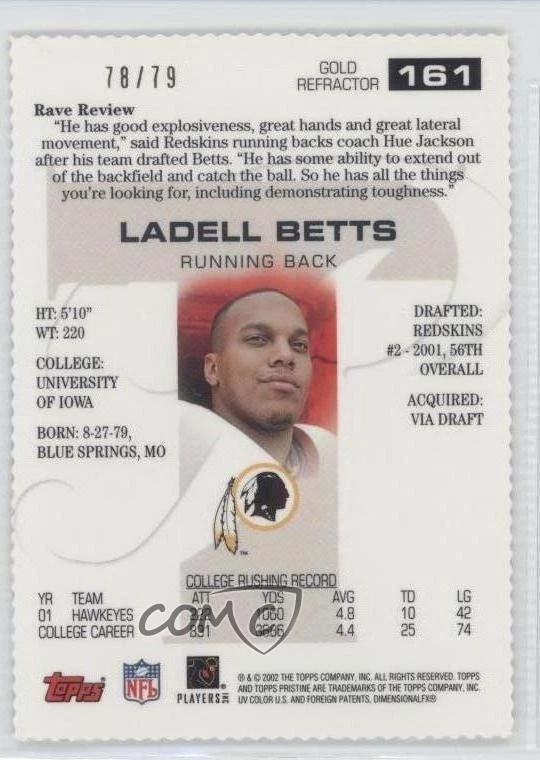 78/79
GOLD
REFRACTOR 161
Rave Review
"He has good explosiveness, great hands and great lateral
movement," said Redskins running backs coach Hue Jackson
after his team drafted Betts. "He has some ability to extend out
of the backfield and catch the ball. So he has all the things
you're looking for, including demonstrating toughness."
LADELL BETTS
RUNNING BACK
HT: 5'10"
WT: 220
COLLEGE:
UNIVERSITY
OF IOWA
BORN: 8-27-79,
BLUE SPRINGS, MO
DRAFTED:
REDSKINS
#2 - 2001, 56TH
OVERALL
ACQUIRED:
VIA DRAFT
TM
COLLEGE RUSHING RECORD
YR TEAM ATT YDS AVG TD LG
01 HAWKEYES 4.8 10 42
COLLEGE CAREER 4.4 25 74
COMC
Topps NFL PLAYERS INC
® & © 2002 THE TOPPS COMPANY, INC. ALL RIGHTS RESERVED. TOPPS
AND TOPPS PRISTINE ARE TRADEMARKS OF THE TOPPS COMPANY, INC.
UV COLOR U.S. AND FOREIGN PATENTS, DIMENSIONALFX®